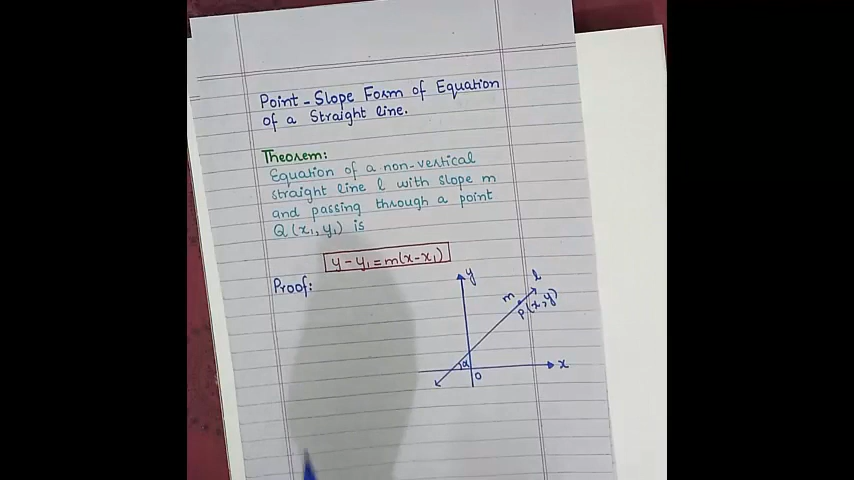 Point - Slope Form of Equation
of a Straight line.
Theorem:
Equation of a non-vertical
straight line l with slope m
and passing through a point
Q(x₁, y₁) is
y - y₁ = m(x - x₁)
Proof:
y
l
m
P(x, y)
α
O
x